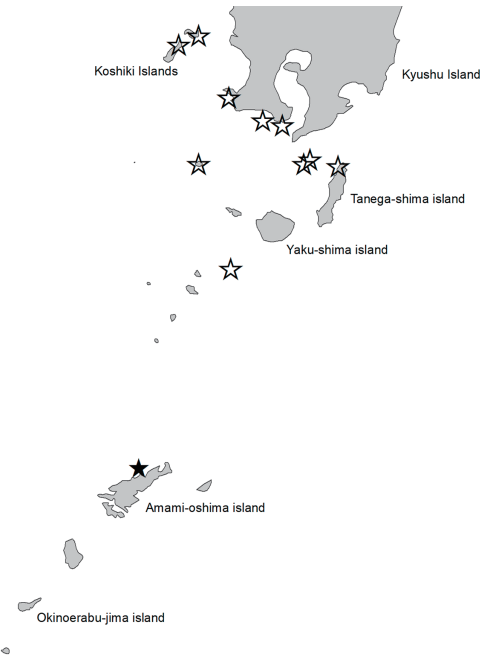 Koshiki Islands
Kyushu Island
Tanega-shima island
Yaku-shima island
Amami-oshima island
Okinoerabu-jima island